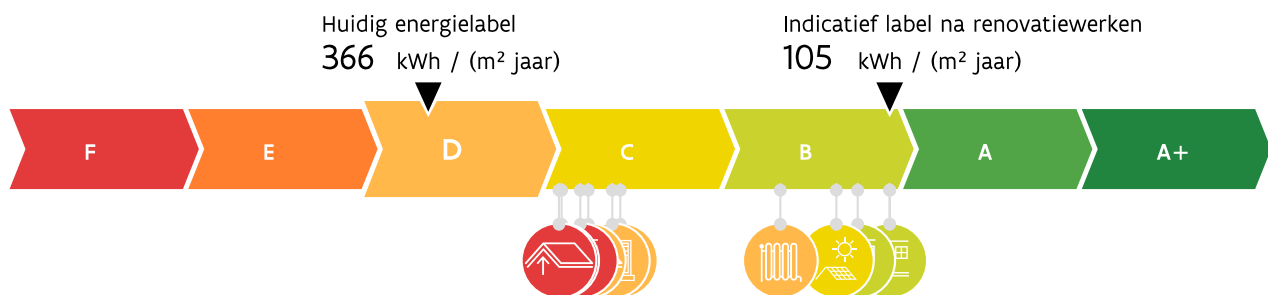 Huidig energielabel
366 kWh / (m² jaar)
Indicatief label na renovatiewerken
105 kWh / (m² jaar)
F
E
D
C
B
A
A+